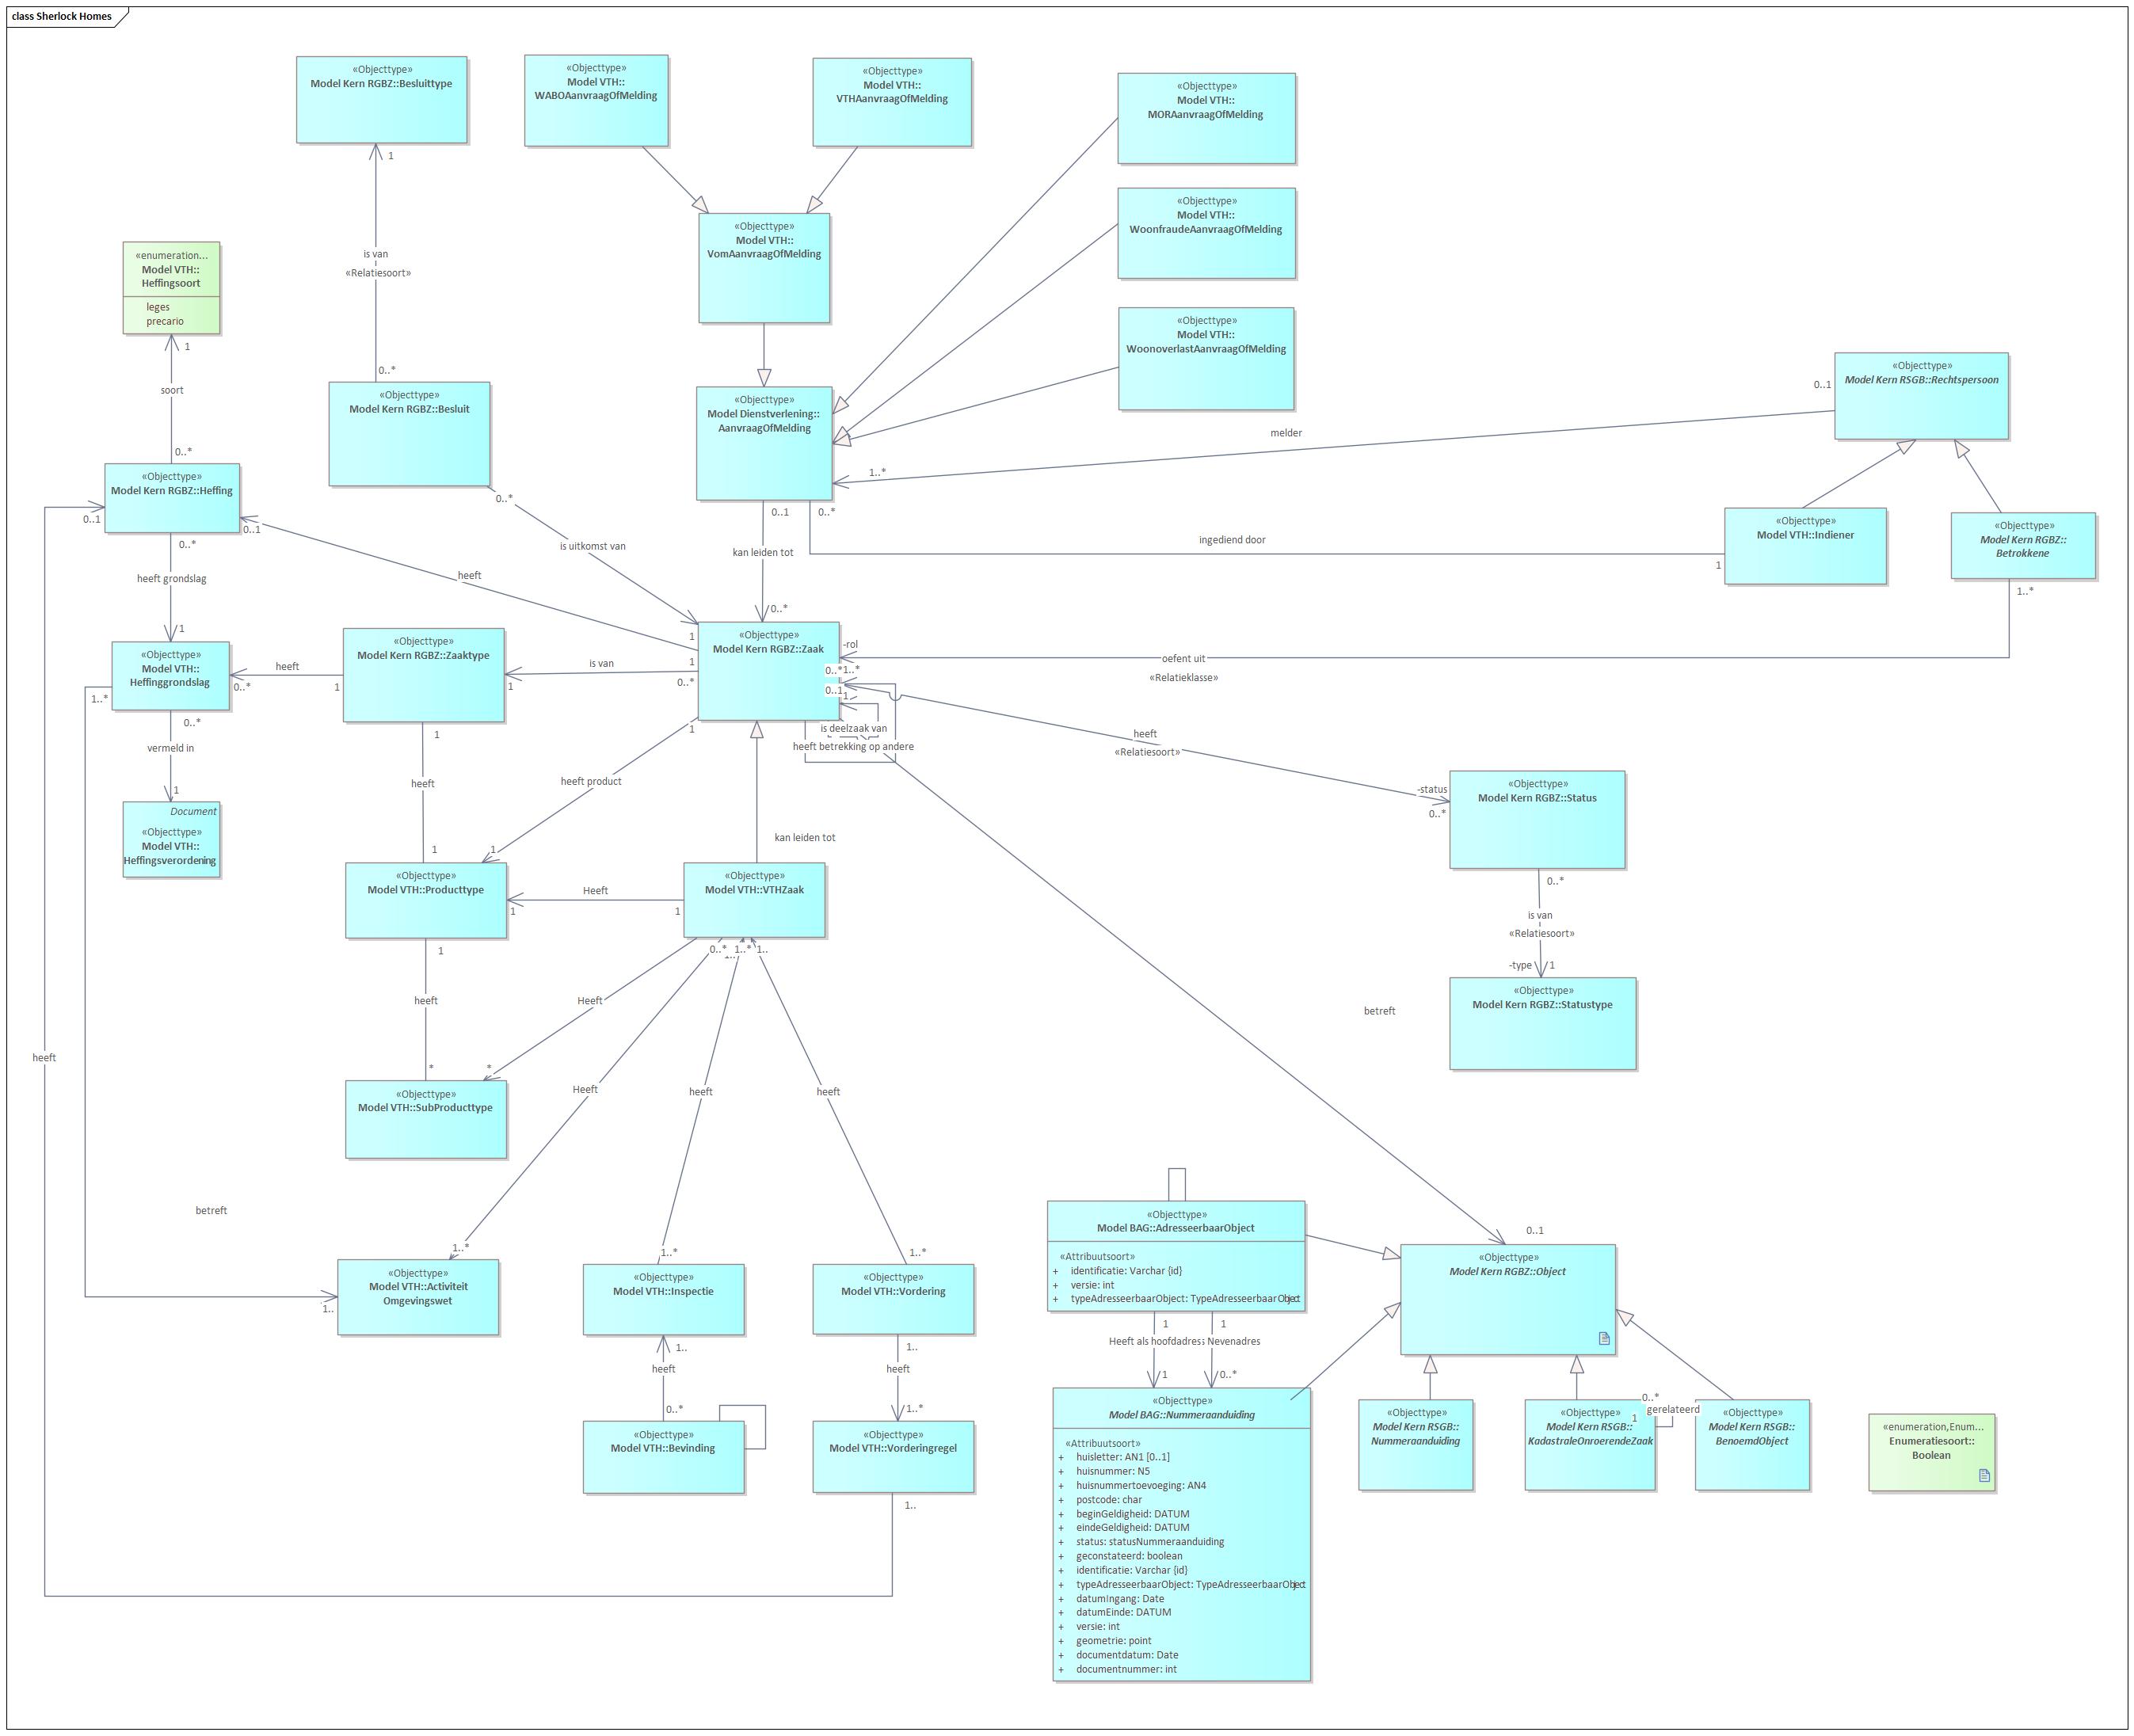 class Sherlock Homes
«Objecttype»
Model Kern RGBZ::Besluittype
«Objecttype»
Model VTH::
WABOAanvraagOfMelding
«Objecttype»
Model VTH::
VTHAanvraagOfMelding
«Objecttype»
Model VTH::
MORAanvraagOfMelding
1
«Objecttype»
Model VTH::
WoonfraudeAanvraagOfMelding
«Objecttype»
Model VTH::
VomAanvraagOfMelding
is van
«Relatiesoort»
«enumeration...
Model VTH::
Heffingsoort
leges
precario
1
«Objecttype»
Model VTH::
WoonoverlastAanvraagOfMelding
soort
0..*
«Objecttype»
Model Kern RGBZ::Besluit
«Objecttype»
Model Dienstverlening::
AanvraagOfMelding
«Objecttype»
Model Kern RSGB::Rechtspersoon
0..1
melder
1..*
0..*
«Objecttype»
Model Kern RGBZ::Heffing
0..1
0..1
0..*
0..*
is uitkomst van
0..1
0..*
kan leiden tot
ingediend door
«Objecttype»
Model VTH::Indiener
1
«Objecttype»
Model Kern RGBZ::
Betrokkene
1..*
heeft grondslag
1
heeft
0..*
1
1
«Objecttype»
Model Kern RGBZ::Zaak
-rol
0..*
1..*
0..1
1
oefent uit
«Relatieklasse»
«Objecttype»
Model VTH::
Heffinggrondslag
heeft
0..*
1
«Objecttype»
Model Kern RGBZ::Zaaktype
is van
1
0..*
1..*
0..*
vermeld in
1
1
1
is deelzaak van
heeft betrekking op andere
heeft
«Relatiesoort»
-status
0..*
heeft
heeft product
1
1
kan leiden tot
«Objecttype»
Model Kern RGBZ::Status
Document
«Objecttype»
Model VTH::
Heffingsverordening
«Objecttype»
Model VTH::Producttype
Heeft
1
1
«Objecttype»
Model VTH::VTHZaak
0..*
is van
«Relatiesoort»
-type
1
1
0..*
1..
1..*
1..
«Objecttype»
Model Kern RGBZ::Statustype
heeft
Heeft
betreft
heeft
*
*
Heeft
heeft
heeft
«Objecttype»
Model VTH::SubProducttype
betreft
1..*
1..*
1..*
0..1
«Objecttype»
Model VTH::Activiteit
Omgevingswet
1..
«Objecttype»
Model VTH::Inspectie
«Objecttype»
Model VTH::Vordering
«Objecttype»
Model BAG::AdresseerbaarObject
«Attribuutsoort»
+ identificatie: Varchar {id}
+ versie: int
+ typeAdresseerbaarObject: TypeAdresseerbaarObject
«Objecttype»
Model Kern RGBZ::Object
1..
heeft
0..*
1..
heeft
1..*
1
1
Heeft als hoofdadres
Nevenadres
1
0..*
«Objecttype»
Model VTH::Bevinding
«Objecttype»
Model VTH::Vorderingregel
1..
«Objecttype»
Model BAG::Nummeraanduiding
«Attribuutsoort»
+ huisletter: AN1 [0..1]
+ huisnummer: N5
+ huisnummertoevoeging: AN4
+ postcode: char
+ beginGeldigheid: DATUM
+ eindeGeldigheid: DATUM
+ status: statusNummeraanduiding
+ geconstateerd: boolean
+ identificatie: Varchar {id}
+ typeAdresseerbaarObject: TypeAdresseerbaarObject
+ datumIngang: Date
+ datumEinde: DATUM
+ versie: int
+ geometrie: point
+ documentdatum: Date
+ documentnummer: int
«Objecttype»
Model Kern RSGB::
Nummeraanduiding
«Objecttype»
Model Kern RSGB::
KadastraleOnroerendeZaak
0..*
gerelateerd
1
«Objecttype»
Model Kern RSGB::
BenoemdObject
«enumeration,Enum...
Enumeratiesoort::
Boolean